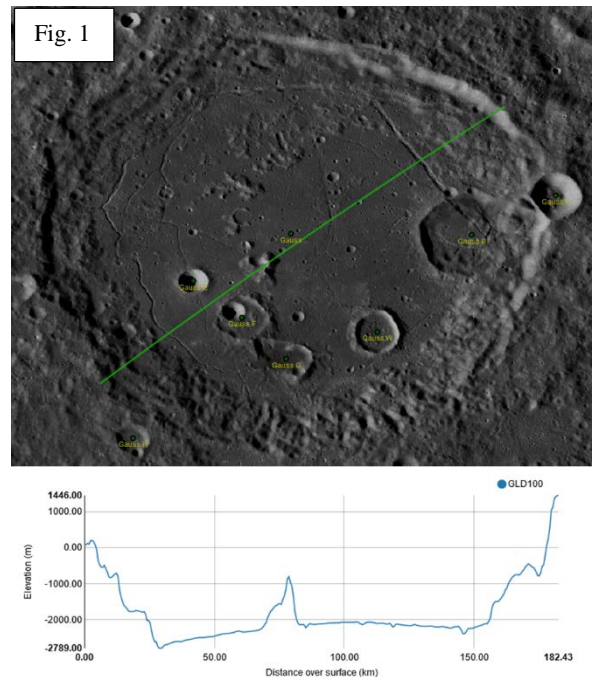 Fig. 1
Gauss
Gauss B
Gauss E
Gauss F
Gauss W
Gauss G
GLD100
Elevation (m)
1446.00
1000.00
0.00
-1000.00
-2000.00
-2789.00
0.00 50.00 100.00 150.00 182.43
Distance over surface (km)